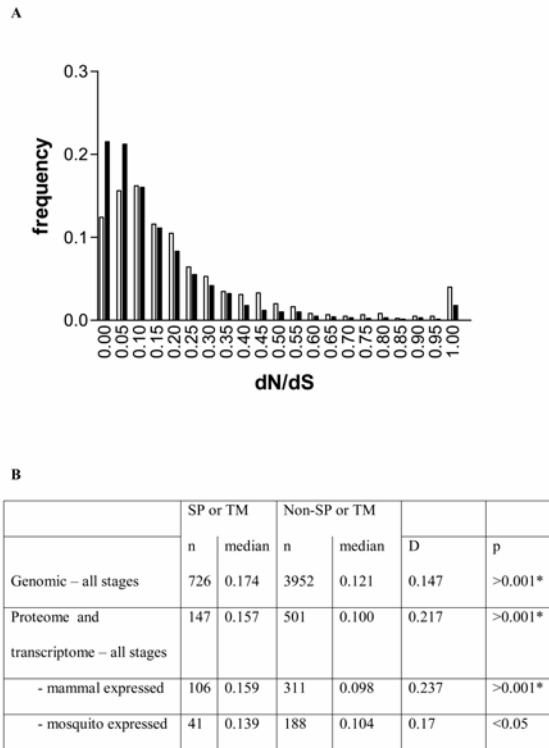 A
0.3
0.2
0.1
0.0
frequency
0.00 0.05 0.10 0.15 0.20 0.25 0.30 0.35 0.40 0.45 0.50 0.55 0.60 0.65 0.70 0.75 0.80 0.85 0.90 0.95 1.00
dN/dS
B
SP or TM Non-SP or TM
n median n median D p
Genomic – all stages 726 0.174 3952 0.121 0.147 >0.001*
Proteome and 147 0.157 501 0.100 0.217 >0.001*
transcriptome – all stages
- mammal expressed 106 0.159 311 0.098 0.237 >0.001*
- mosquito expressed 41 0.139 188 0.104 0.17 <0.05